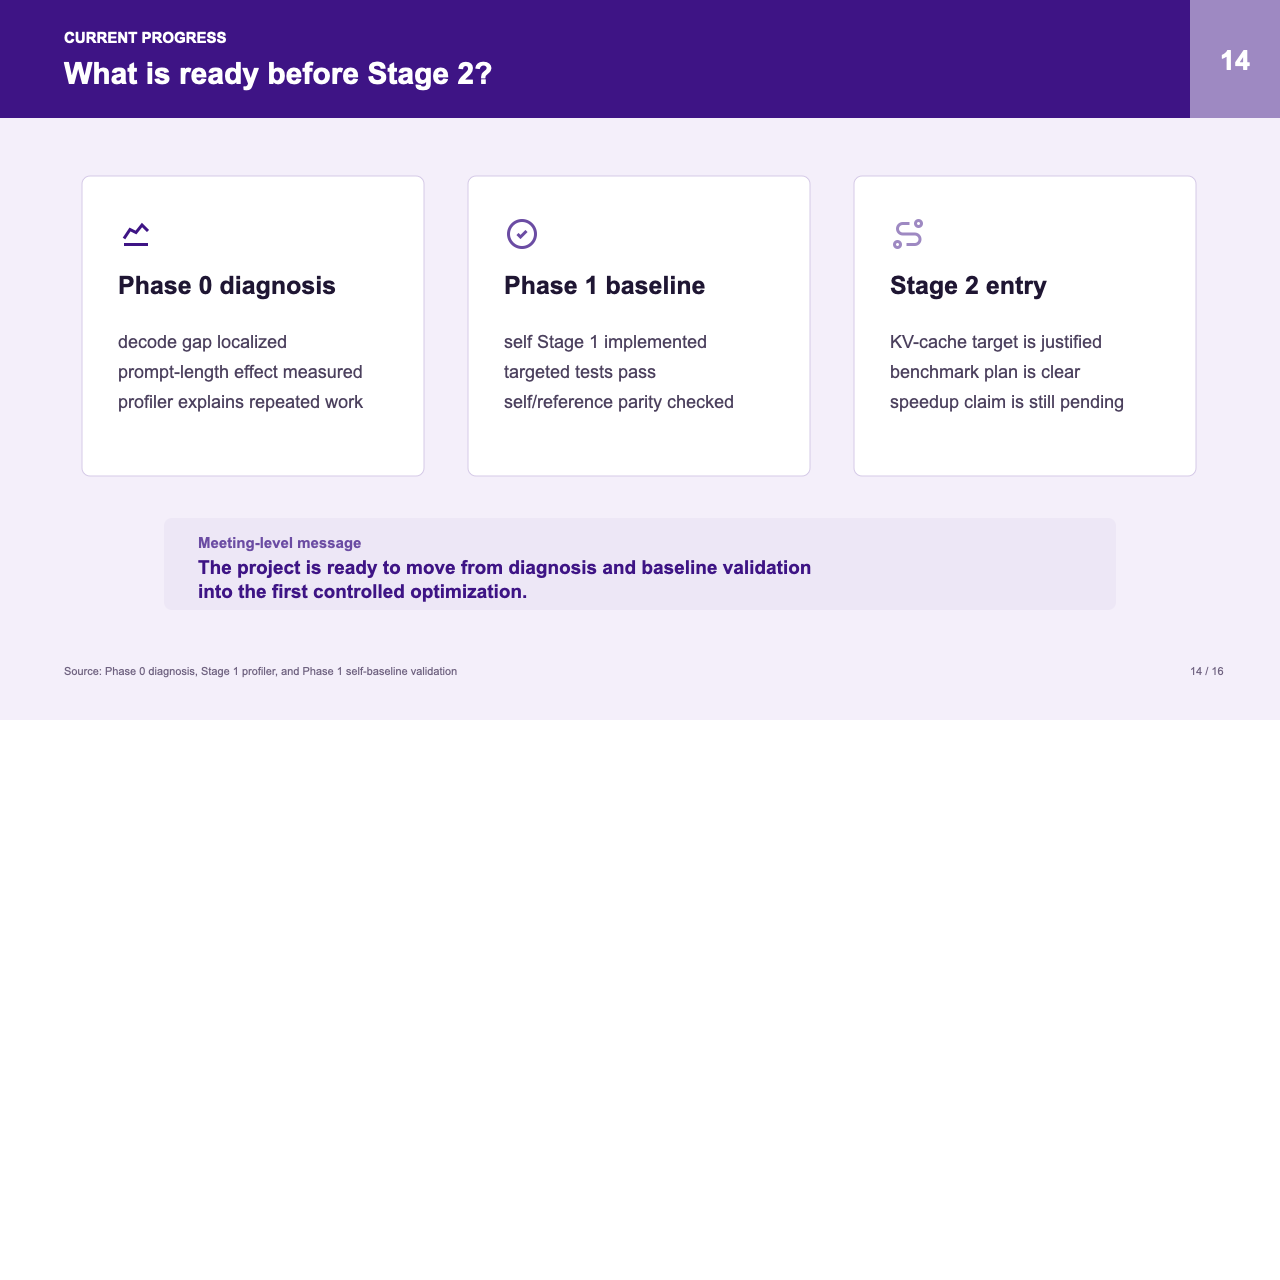 CURRENT PROGRESS
What is ready before Stage 2?
14
Phase 0 diagnosis
decode gap localized
prompt-length effect measured
profiler explains repeated work
Phase 1 baseline
self Stage 1 implemented
targeted tests pass
self/reference parity checked
Stage 2 entry
KV-cache target is justified
benchmark plan is clear
speedup claim is still pending
Meeting-level message
The project is ready to move from diagnosis and baseline validation
into the first controlled optimization.
Source: Phase 0 diagnosis, Stage 1 profiler, and Phase 1 self-baseline validation
14 / 16